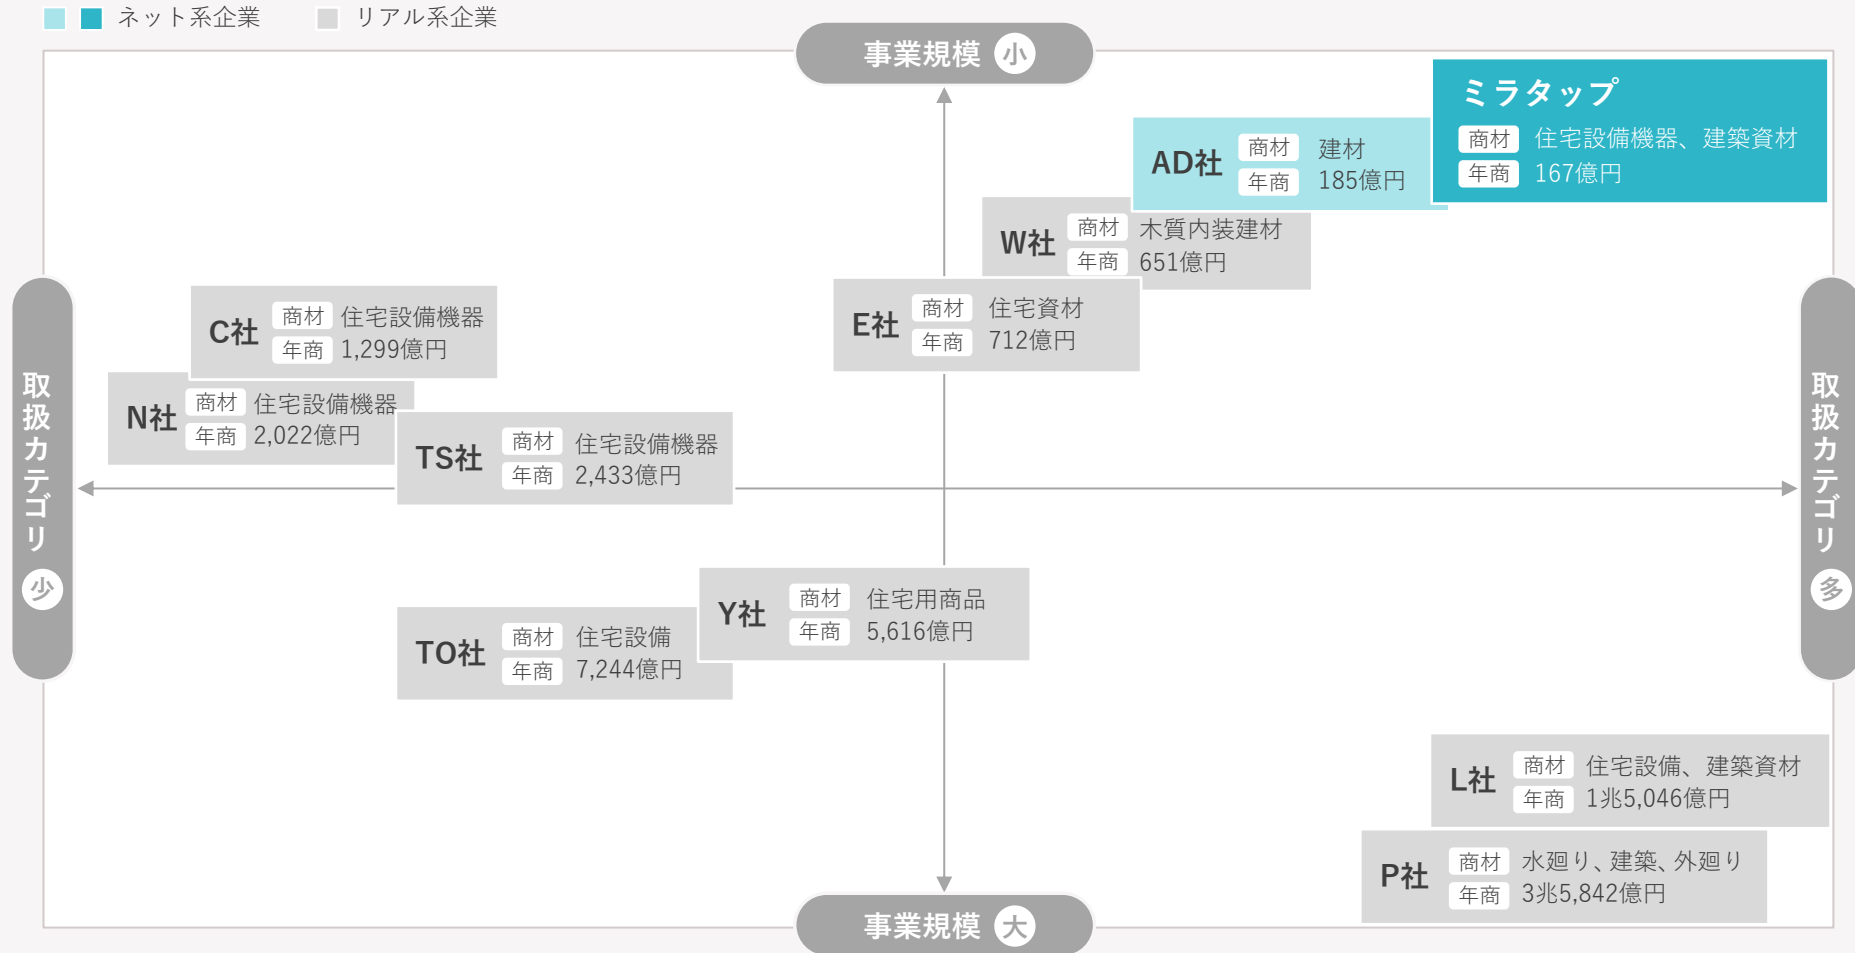 ネット系企業
リアル系企業
事業規模 小
ミラタップ
商材 住宅設備機器、建築資材
年商 167億円
AD社
商材 建材
年商 185億円
W社
商材 木質内装建材
年商 651億円
E社
商材 住宅資材
年商 712億円
C社
商材 住宅設備機器
年商 1,299億円
N社
商材 住宅設備機器
年商 2,022億円
TS社
商材 住宅設備機器
年商 2,433億円
取扱カテゴリ 少
取扱カテゴリ 多
Y社
商材 住宅用商品
年商 5,616億円
TO社
商材 住宅設備
年商 7,244億円
L社
商材 住宅設備、建築資材
年商 1兆5,046億円
P社
商材 水廻り、建築、外廻り
年商 3兆5,842億円
事業規模 大